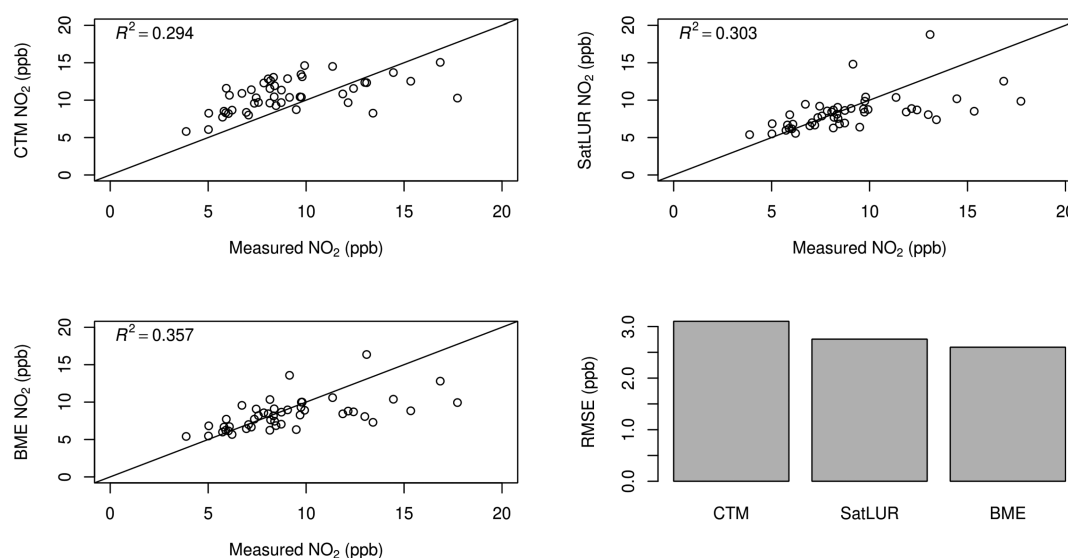 R² = 0.294
CTM NO₂ (ppb)
20
15
10
5
0
0 5 10 15 20
Measured NO₂ (ppb)
R² = 0.303
SatLUR NO₂ (ppb)
20
15
10
5
0
0 5 10 15 20
Measured NO₂ (ppb)
R² = 0.357
BME NO₂ (ppb)
20
15
10
5
0
0 5 10 15 20
Measured NO₂ (ppb)
RMSE (ppb)
3.0
2.0
1.0
0.0
CTM SatLUR BME